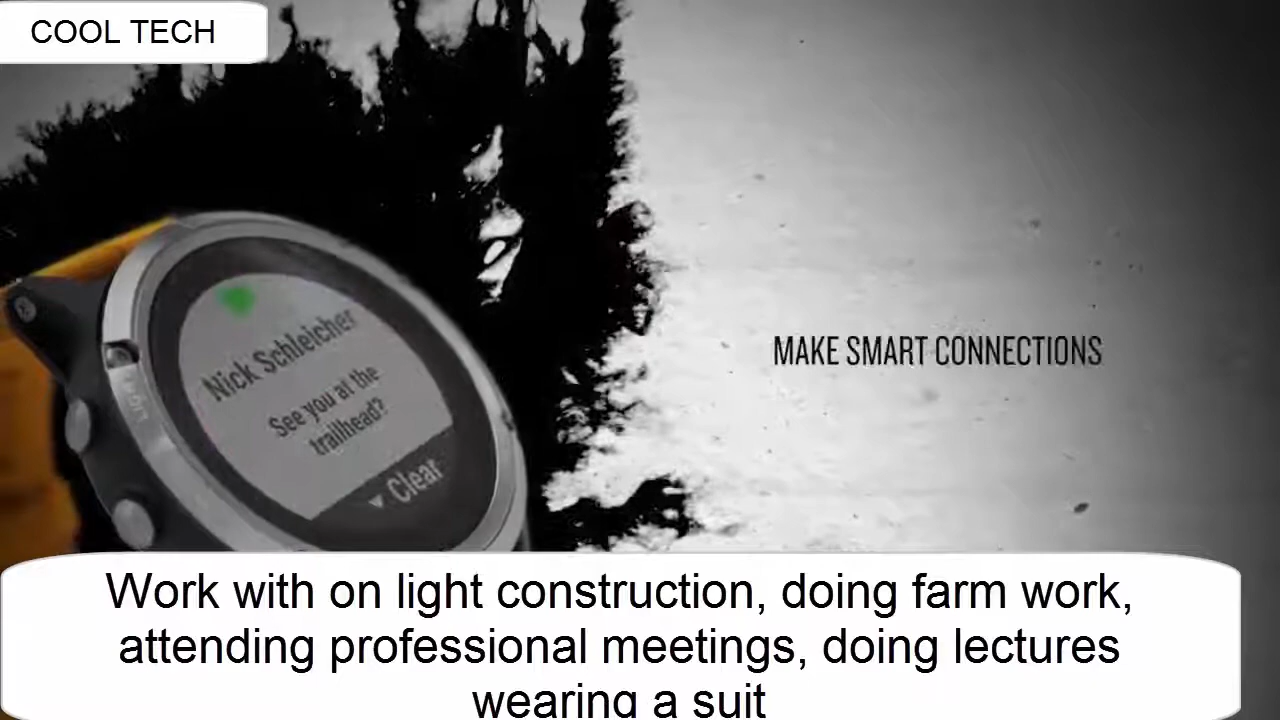 COOL TECH
MAKE SMART CONNECTIONS
Nick Schleicher
See you at the
trailhead?
Clear
LIGHT
Work with on light construction, doing farm work,
attending professional meetings, doing lectures
wearing a suit